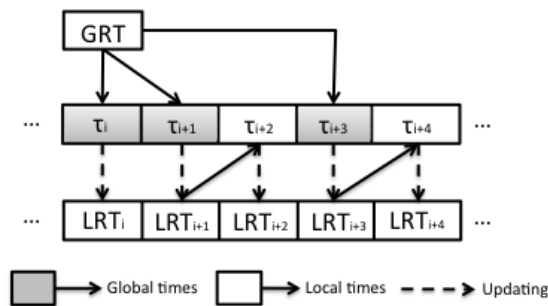 GRT
... τi τi+1 τi+2 τi+3 τi+4 ...
... LRTi LRTi+1 LRTi+2 LRTi+3 LRTi+4 ...
Global times Local times Updating